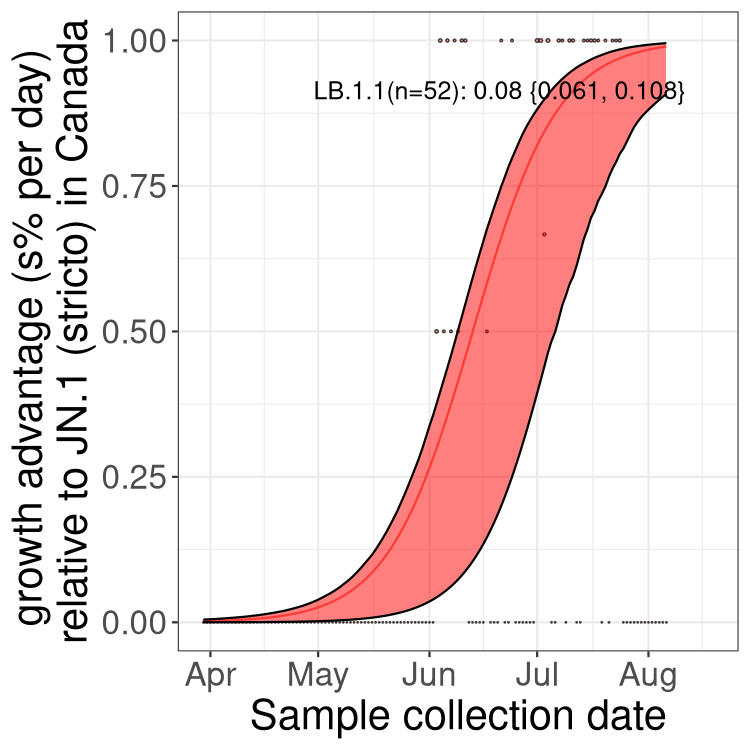 growth advantage (s% per day)
relative to JN.1 (stricto) in Canada
1.00
0.75
0.50
0.25
0.00
LB.1.1(n=52): 0.08 {0.061, 0.108}
Apr May Jun Jul Aug
Sample collection date